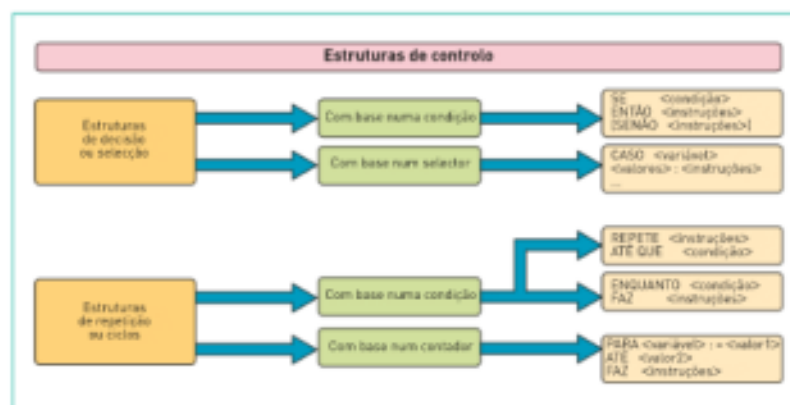 Estruturas de controlo
Estruturas
de decisão
ou selecção
Com base numa condição
SE <condição>
ENTÃO <instruções>
[SENÃO <instruções>]
Com base num selector
CASO <variável>
<valores> : <instruções>
...
Estruturas
de repetição
ou ciclos
Com base numa condição
REPETE <instruções>
ATÉ QUE <condição>
ENQUANTO <condição>
FAZ <instruções>
Com base num contador
PARA <variável> : = <valor1>
ATÉ <valor2>
FAZ <instruções>